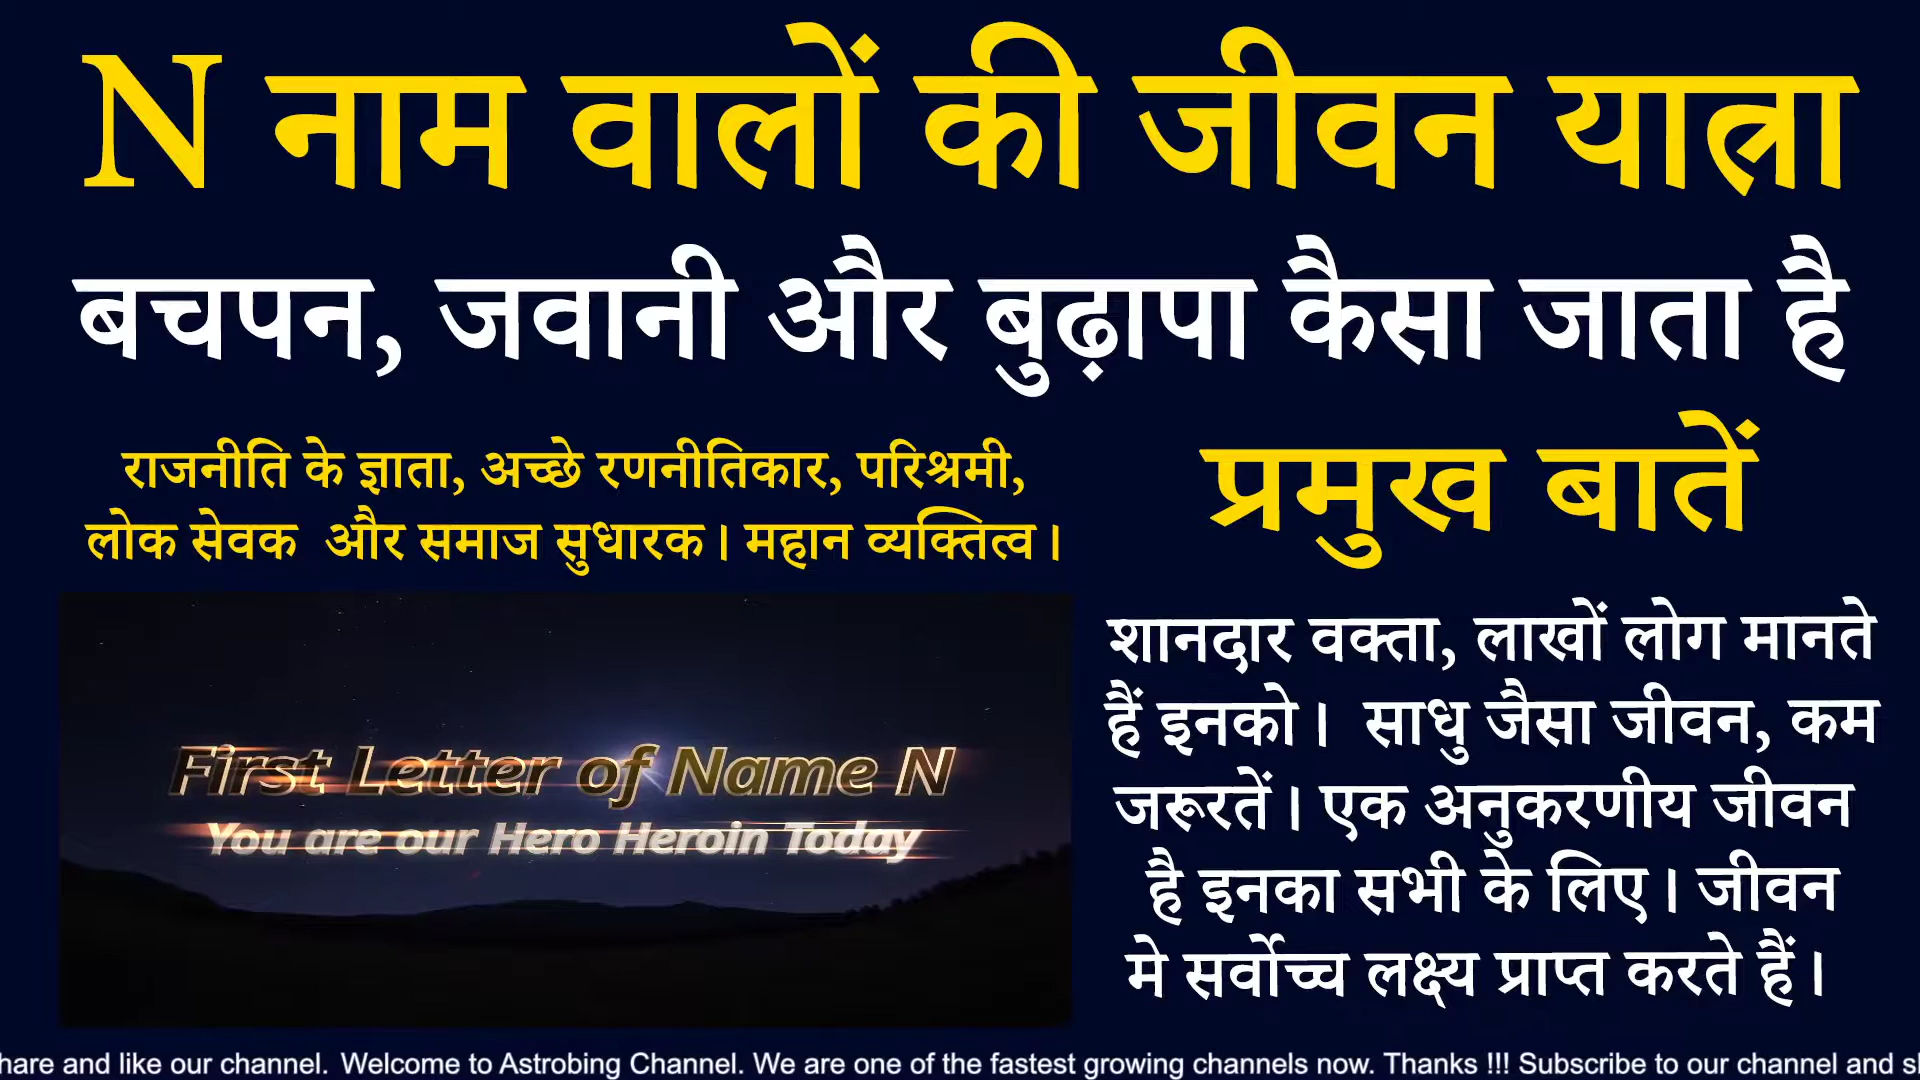 N नाम वालों की जीवन यात्रा
बचपन, जवानी और बुढ़ापा कैसा जाता है
राजनीति के ज्ञाता, अच्छे रणनीतिकार, परिश्रमी,
लोक सेवक और समाज सुधारक। महान व्यक्तित्व।
First Letter of Name N
You are our Hero Heroin Today
प्रमुख बातें
शानदार वक्ता, लाखों लोग मानते
हैं इनको। साधु जैसा जीवन, कम
जरूरतें। एक अनुकरणीय जीवन
है इनका सभी के लिए। जीवन
मे सर्वोच्च लक्ष्य प्राप्त करते हैं।
hare and like our channel. Welcome to Astrobing Channel. We are one of the fastest growing channels now. Thanks !!! Subscribe to our channel and